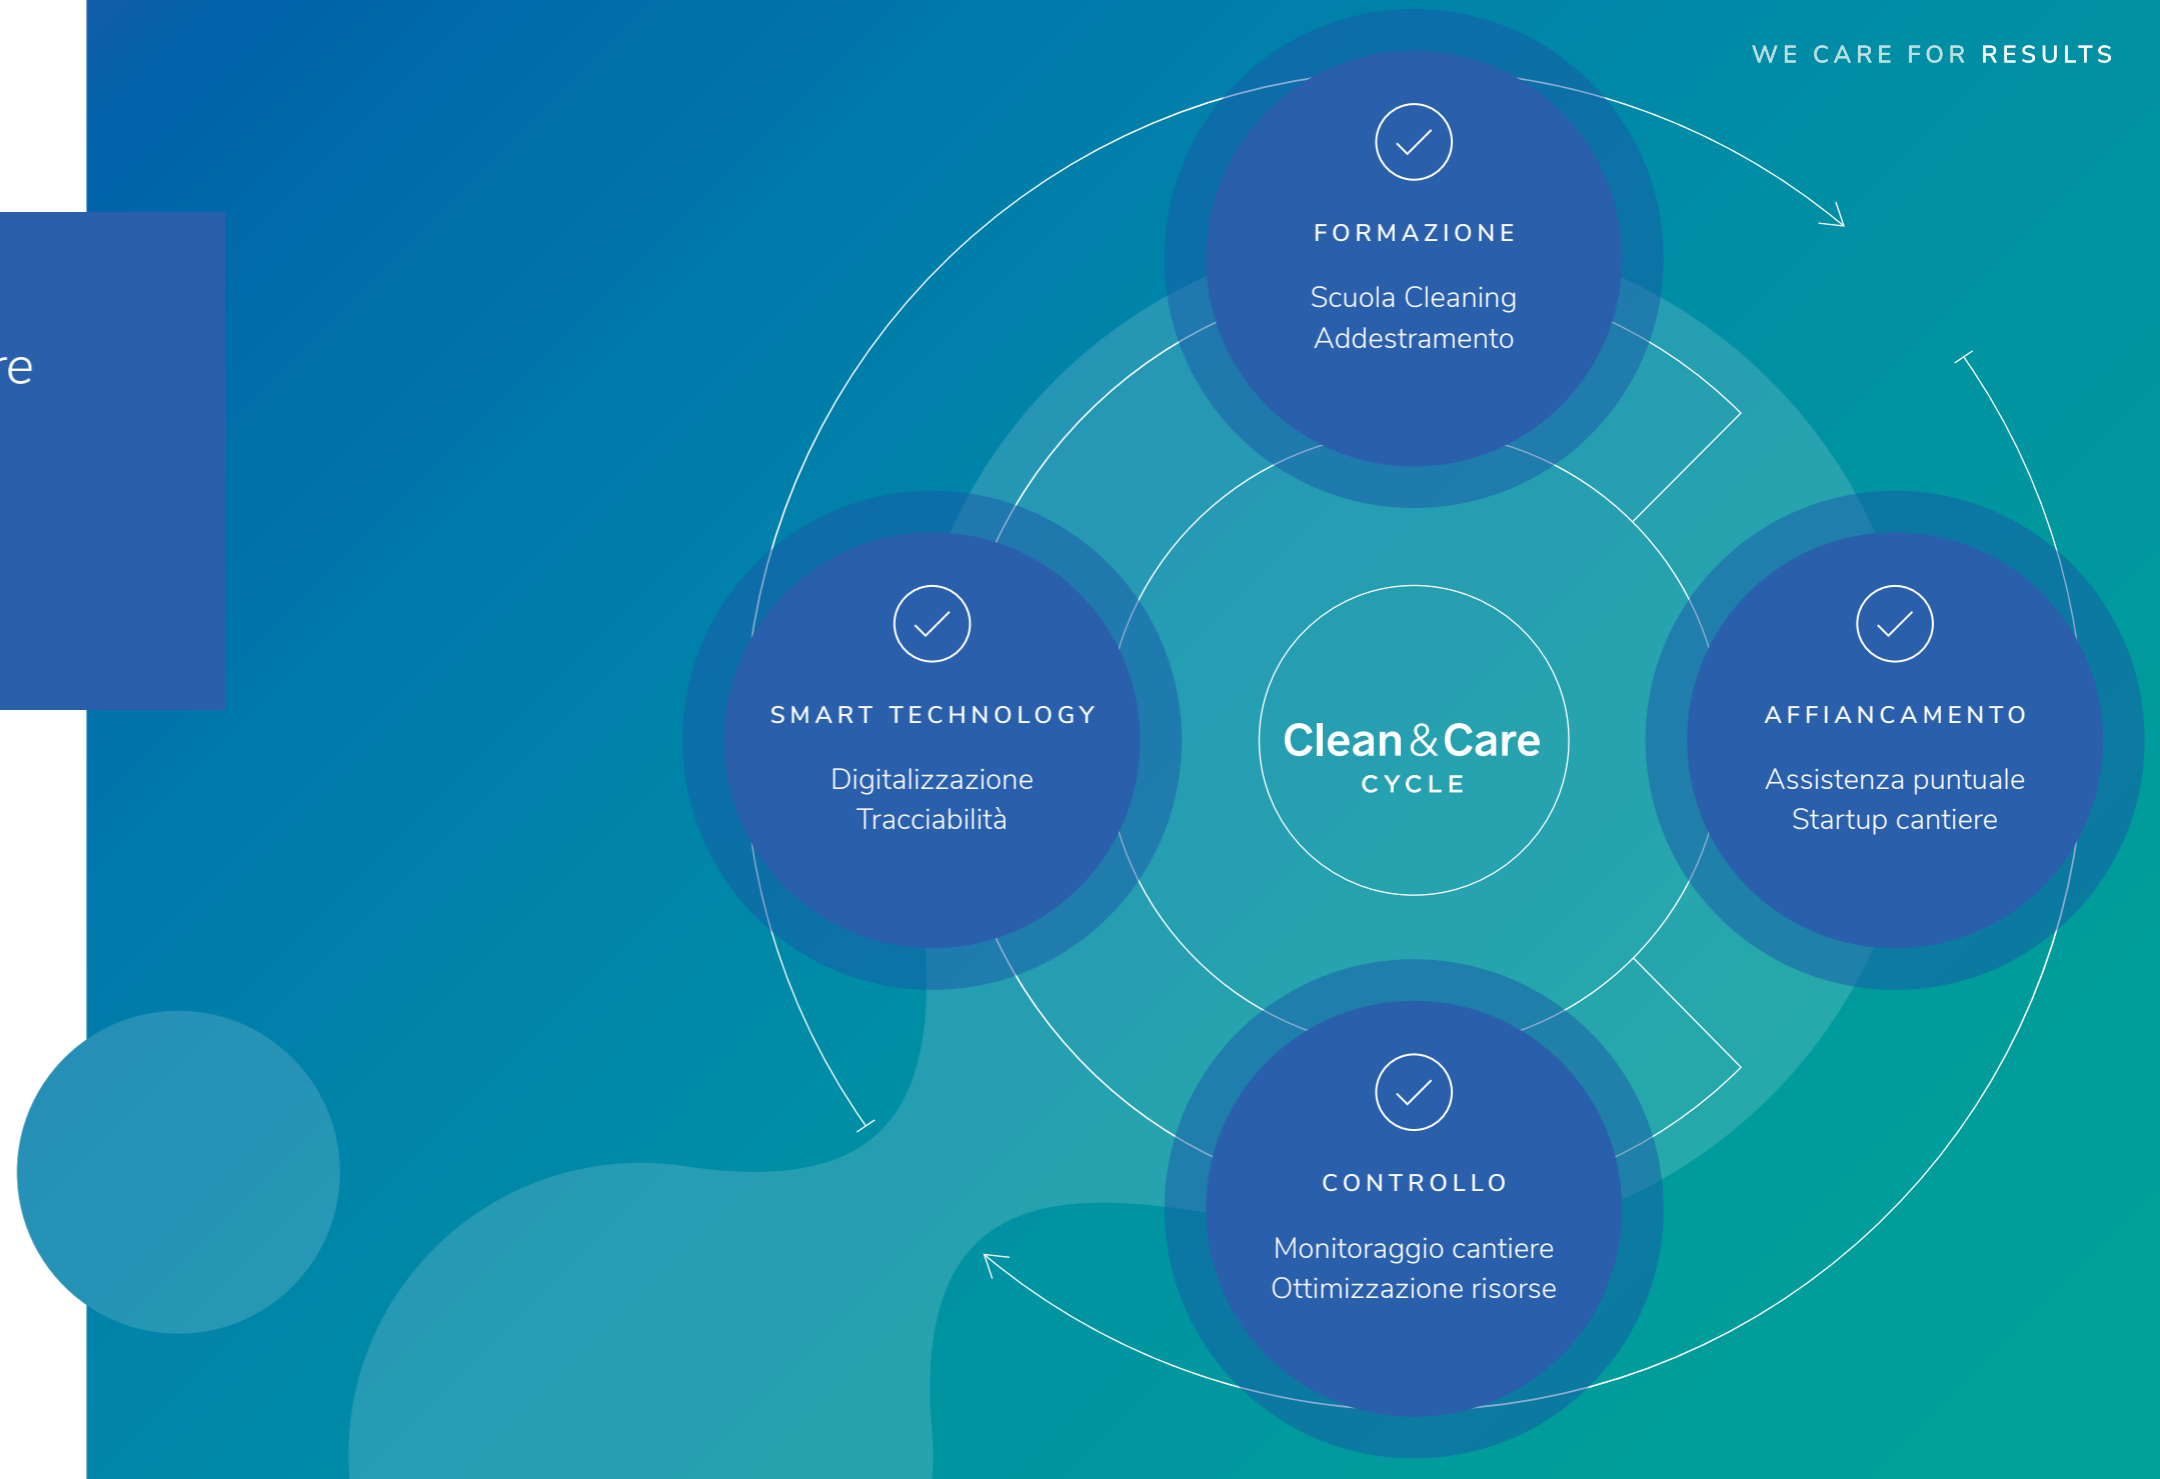 WE CARE FOR RESULTS
re
FORMAZIONE
Scuola Cleaning
Addestramento
SMART TECHNOLOGY
Digitalizzazione
Tracciabilità
Clean&Care
CYCLE
AFFIANCAMENTO
Assistenza puntuale
Startup cantiere
CONTROLLO
Monitoraggio cantiere
Ottimizzazione risorse